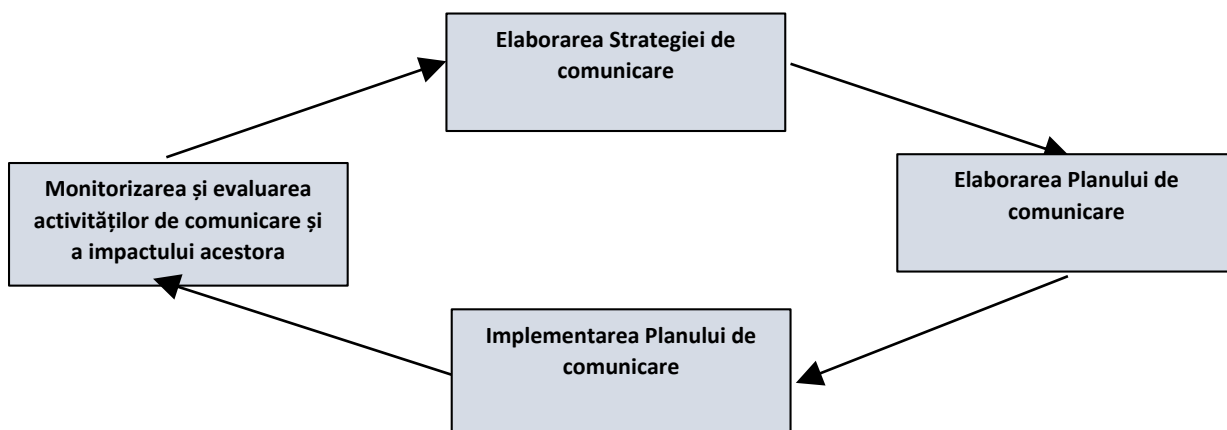 Elaborarea Strategiei de
comunicare
Elaborarea Planului de
comunicare
Implementarea Planului de
comunicare
Monitorizarea și evaluarea
activităților de comunicare și
a impactului acestora